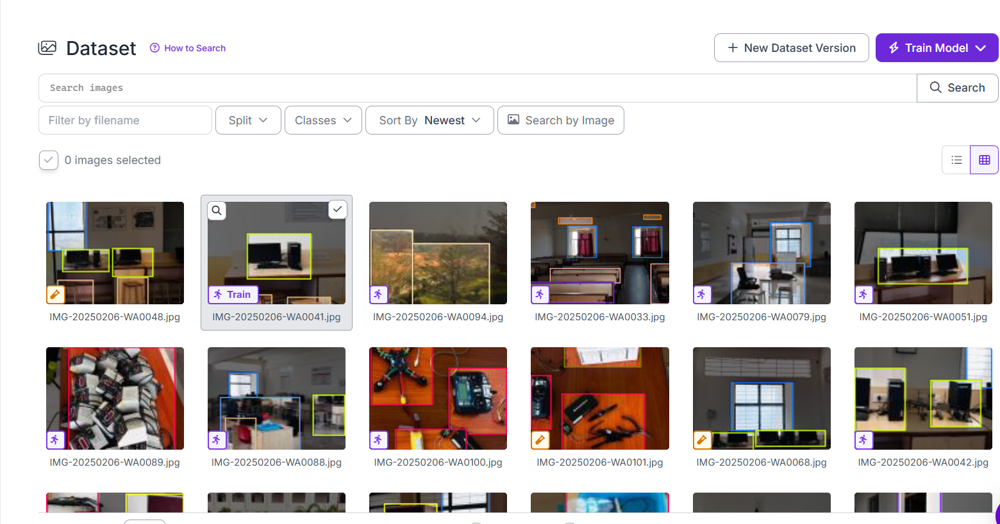 Dataset
How to Search
New Dataset Version
Train Model
Search images
Search
Filter by filename
Split
Classes
Sort By Newest
Search by Image
0 images selected
Train
IMG-20250206-WA0048.jpg
IMG-20250206-WA0041.jpg
IMG-20250206-WA0094.jpg
IMG-20250206-WA0033.jpg
IMG-20250206-WA0079.jpg
IMG-20250206-WA0051.jpg
IMG-20250206-WA0089.jpg
IMG-20250206-WA0088.jpg
IMG-20250206-WA0100.jpg
IMG-20250206-WA0101.jpg
IMG-20250206-WA0068.jpg
IMG-20250206-WA0042.jpg